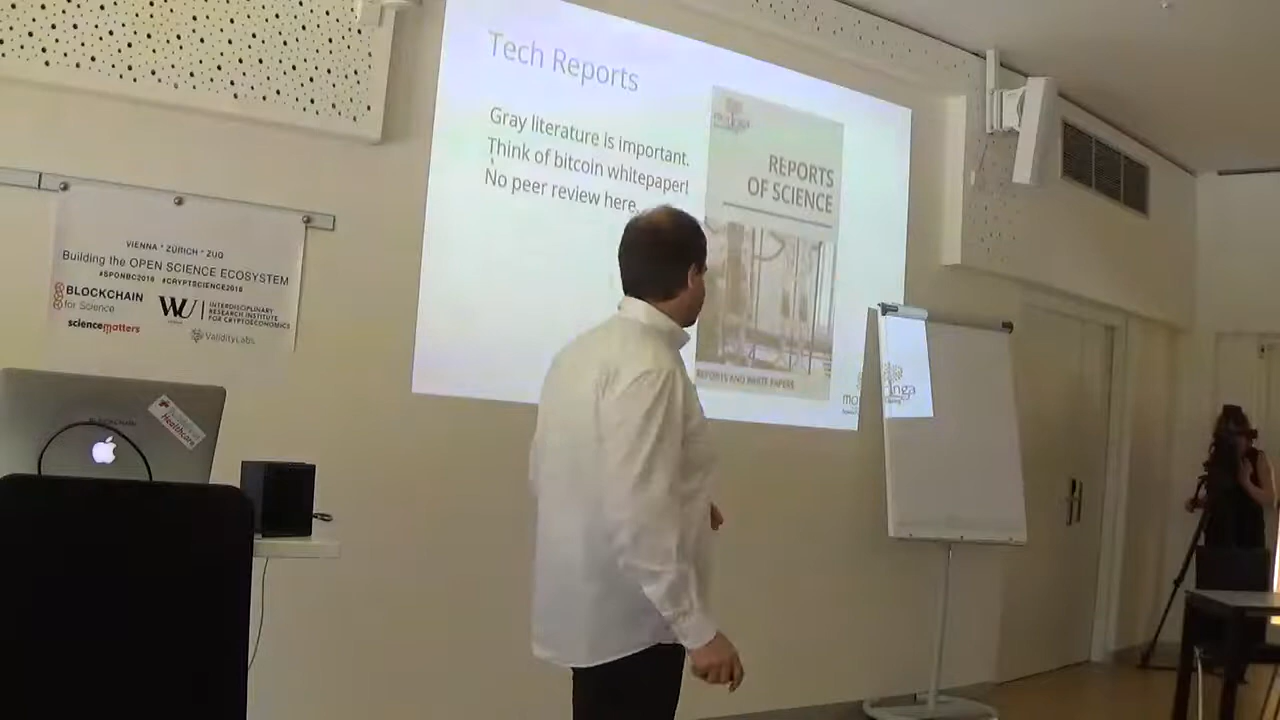 Tech Reports
Gray literature is important.
Think of bitcoin whitepaper!
No peer review here.
REPORTS
OF SCIENCE
REPORTS AND WHITE PAPERS
VIENNA * ZÜRICH * ZUG
Building the OPEN SCIENCE ECOSYSTEM
#SPONBC2018 #CRYPTSCIENCE2018
BLOCKCHAIN
for Science
WU
INTERDISCIPLINARY
RESEARCH INSTITUTE
FOR CRYPTOECONOMICS
sciencematters
ValidityLabs
Healthcare